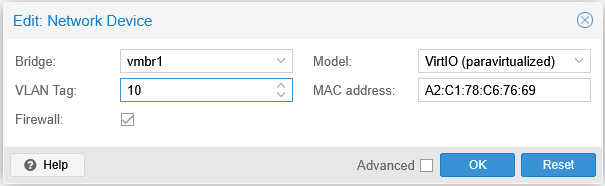 Edit: Network Device
Bridge: vmbr1 Model: VirtIO (paravirtualized)
VLAN Tag: 10 MAC address: A2:C1:78:C6:76:69
Firewall:
Help Advanced OK Reset